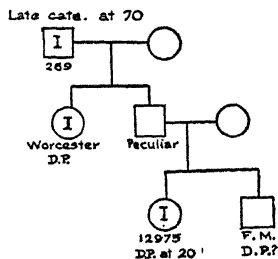 Late cata. at 70
I
269
I
Worcester
D.P.
Peculiar
I
12975
D.P. at 20
F. M.
D. P.?